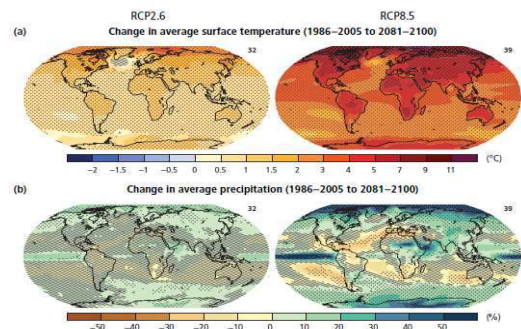 RCP2.6 RCP8.5
(a) Change in average surface temperature (1986–2005 to 2081–2100)
32 39
−2 −1.5 −1 −0.5 0 0.5 1 1.5 2 3 4 5 7 9 11 (°C)
(b) Change in average precipitation (1986–2005 to 2081–2100)
32 39
−50 −40 −30 −20 −10 0 10 20 30 40 50 (%)